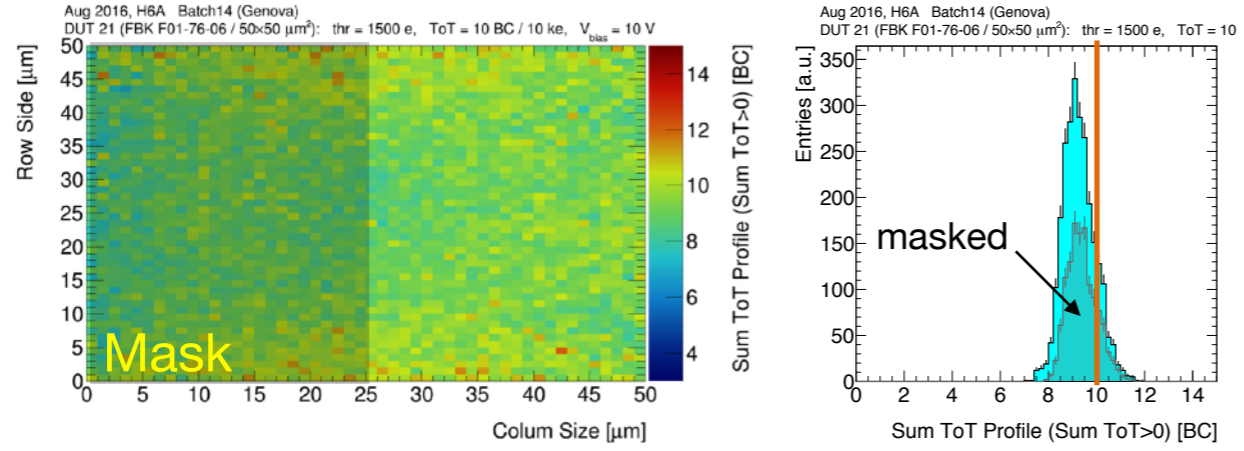 Aug 2016, H6A Batch14 (Genova)
DUT 21 (FBK F01-76-06 / 50×50 μm²): thr = 1500 e, ToT = 10 BC / 10 ke, V_bias = 10 V
Row Side [μm]
50
45
40
35
30
25
20
15
10
5
0
Mask
0 5 10 15 20 25 30 35 40 45 50
Colum Size [μm]
14
12
10
8
6
4
Sum ToT Profile (Sum ToT>0) [BC]
Aug 2016, H6A Batch14 (Genova)
DUT 21 (FBK F01-76-06 / 50×50 μm²): thr = 1500 e, ToT = 10
Entries [a.u.]
350
300
250
200
150
100
50
0
masked
0 2 4 6 8 10 12 14
Sum ToT Profile (Sum ToT>0) [BC]